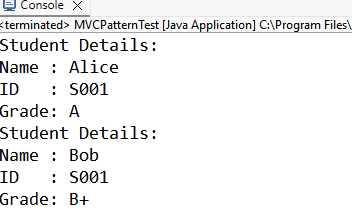 Console ×
<terminated> MVCPatternTest [Java Application] C:\Program Files\
Student Details:
Name : Alice
ID   : S001
Grade: A
Student Details:
Name : Bob
ID   : S001
Grade: B+